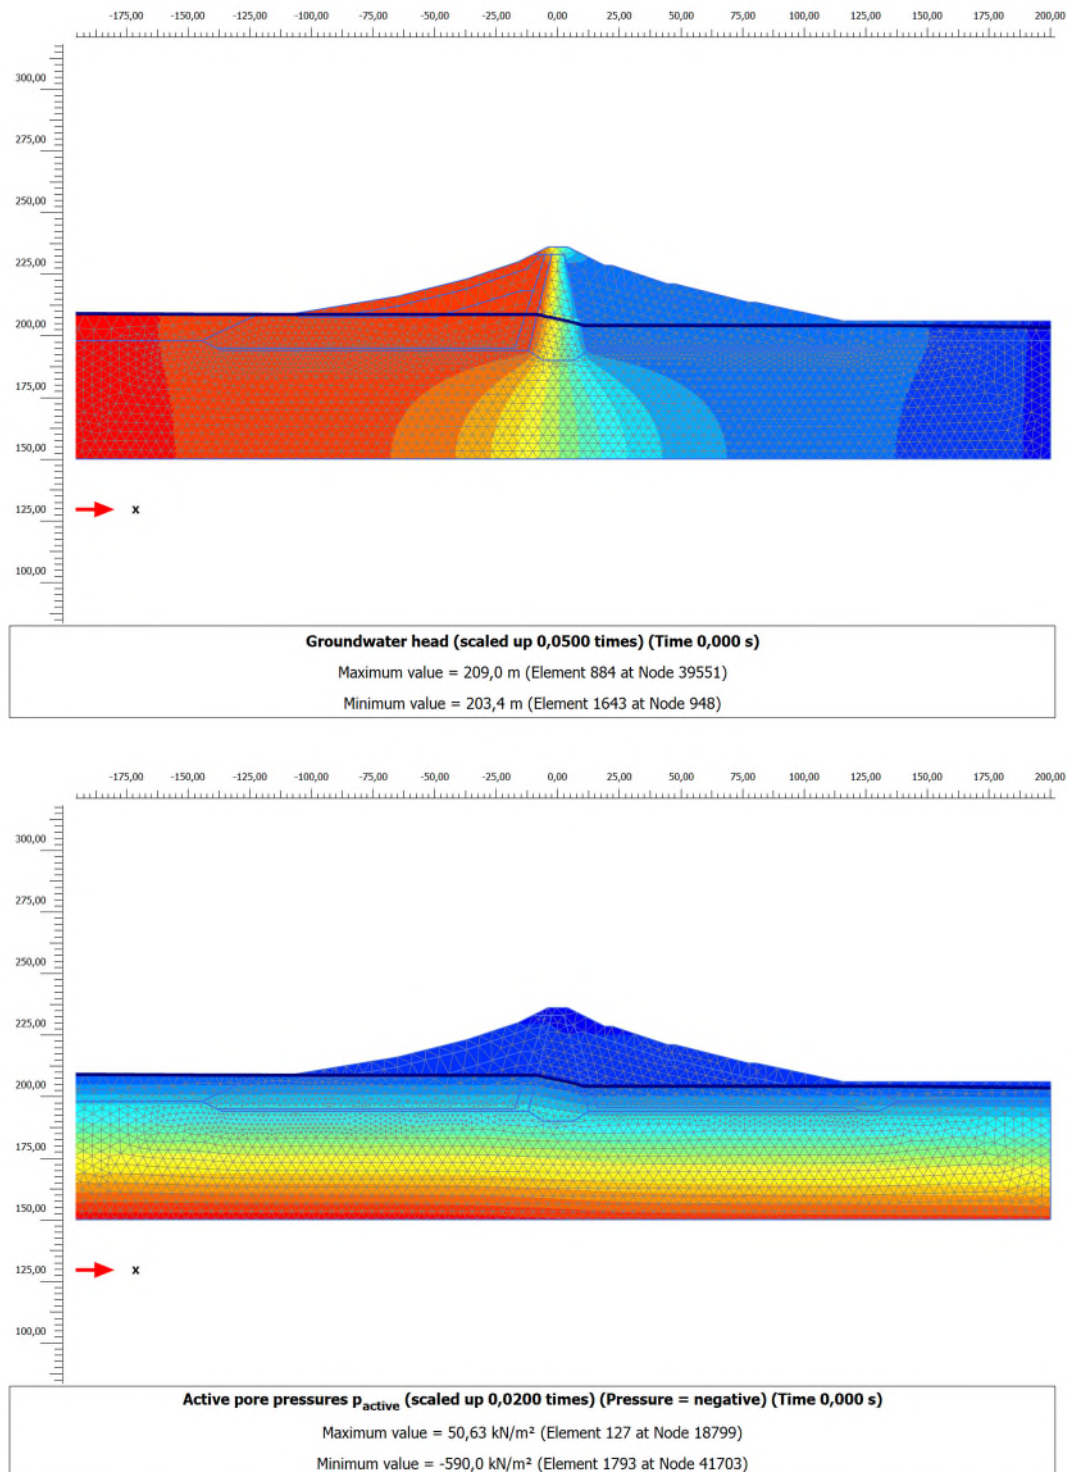 -175,00 -150,00 -125,00 -100,00 -75,00 -50,00 -25,00 0,00 25,00 50,00 75,00 100,00 125,00 150,00 175,00 200,00
300,00
275,00
250,00
225,00
200,00
175,00
150,00
125,00
x
100,00
Groundwater head (scaled up 0,0500 times) (Time 0,000 s)
Maximum value = 209,0 m (Element 884 at Node 39551)
Minimum value = 203,4 m (Element 1643 at Node 948)
-175,00 -150,00 -125,00 -100,00 -75,00 -50,00 -25,00 0,00 25,00 50,00 75,00 100,00 125,00 150,00 175,00 200,00
300,00
275,00
250,00
225,00
200,00
175,00
150,00
125,00
x
100,00
Active pore pressures p_active (scaled up 0,0200 times) (Pressure = negative) (Time 0,000 s)
Maximum value = 50,63 kN/m² (Element 127 at Node 18799)
Minimum value = -590,0 kN/m² (Element 1793 at Node 41703)